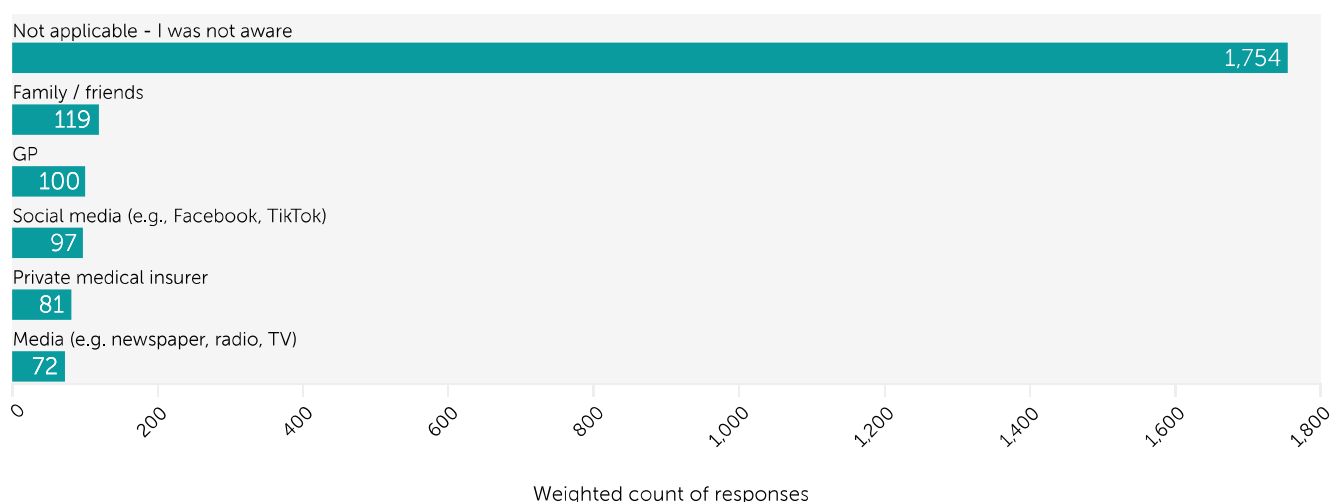 Not applicable - I was not aware
1,754
Family / friends
119
GP
100
Social media (e.g., Facebook, TikTok)
97
Private medical insurer
81
Media (e.g. newspaper, radio, TV)
72
0
200
400
600
800
1,000
1,200
1,400
1,600
1,800
Weighted count of responses